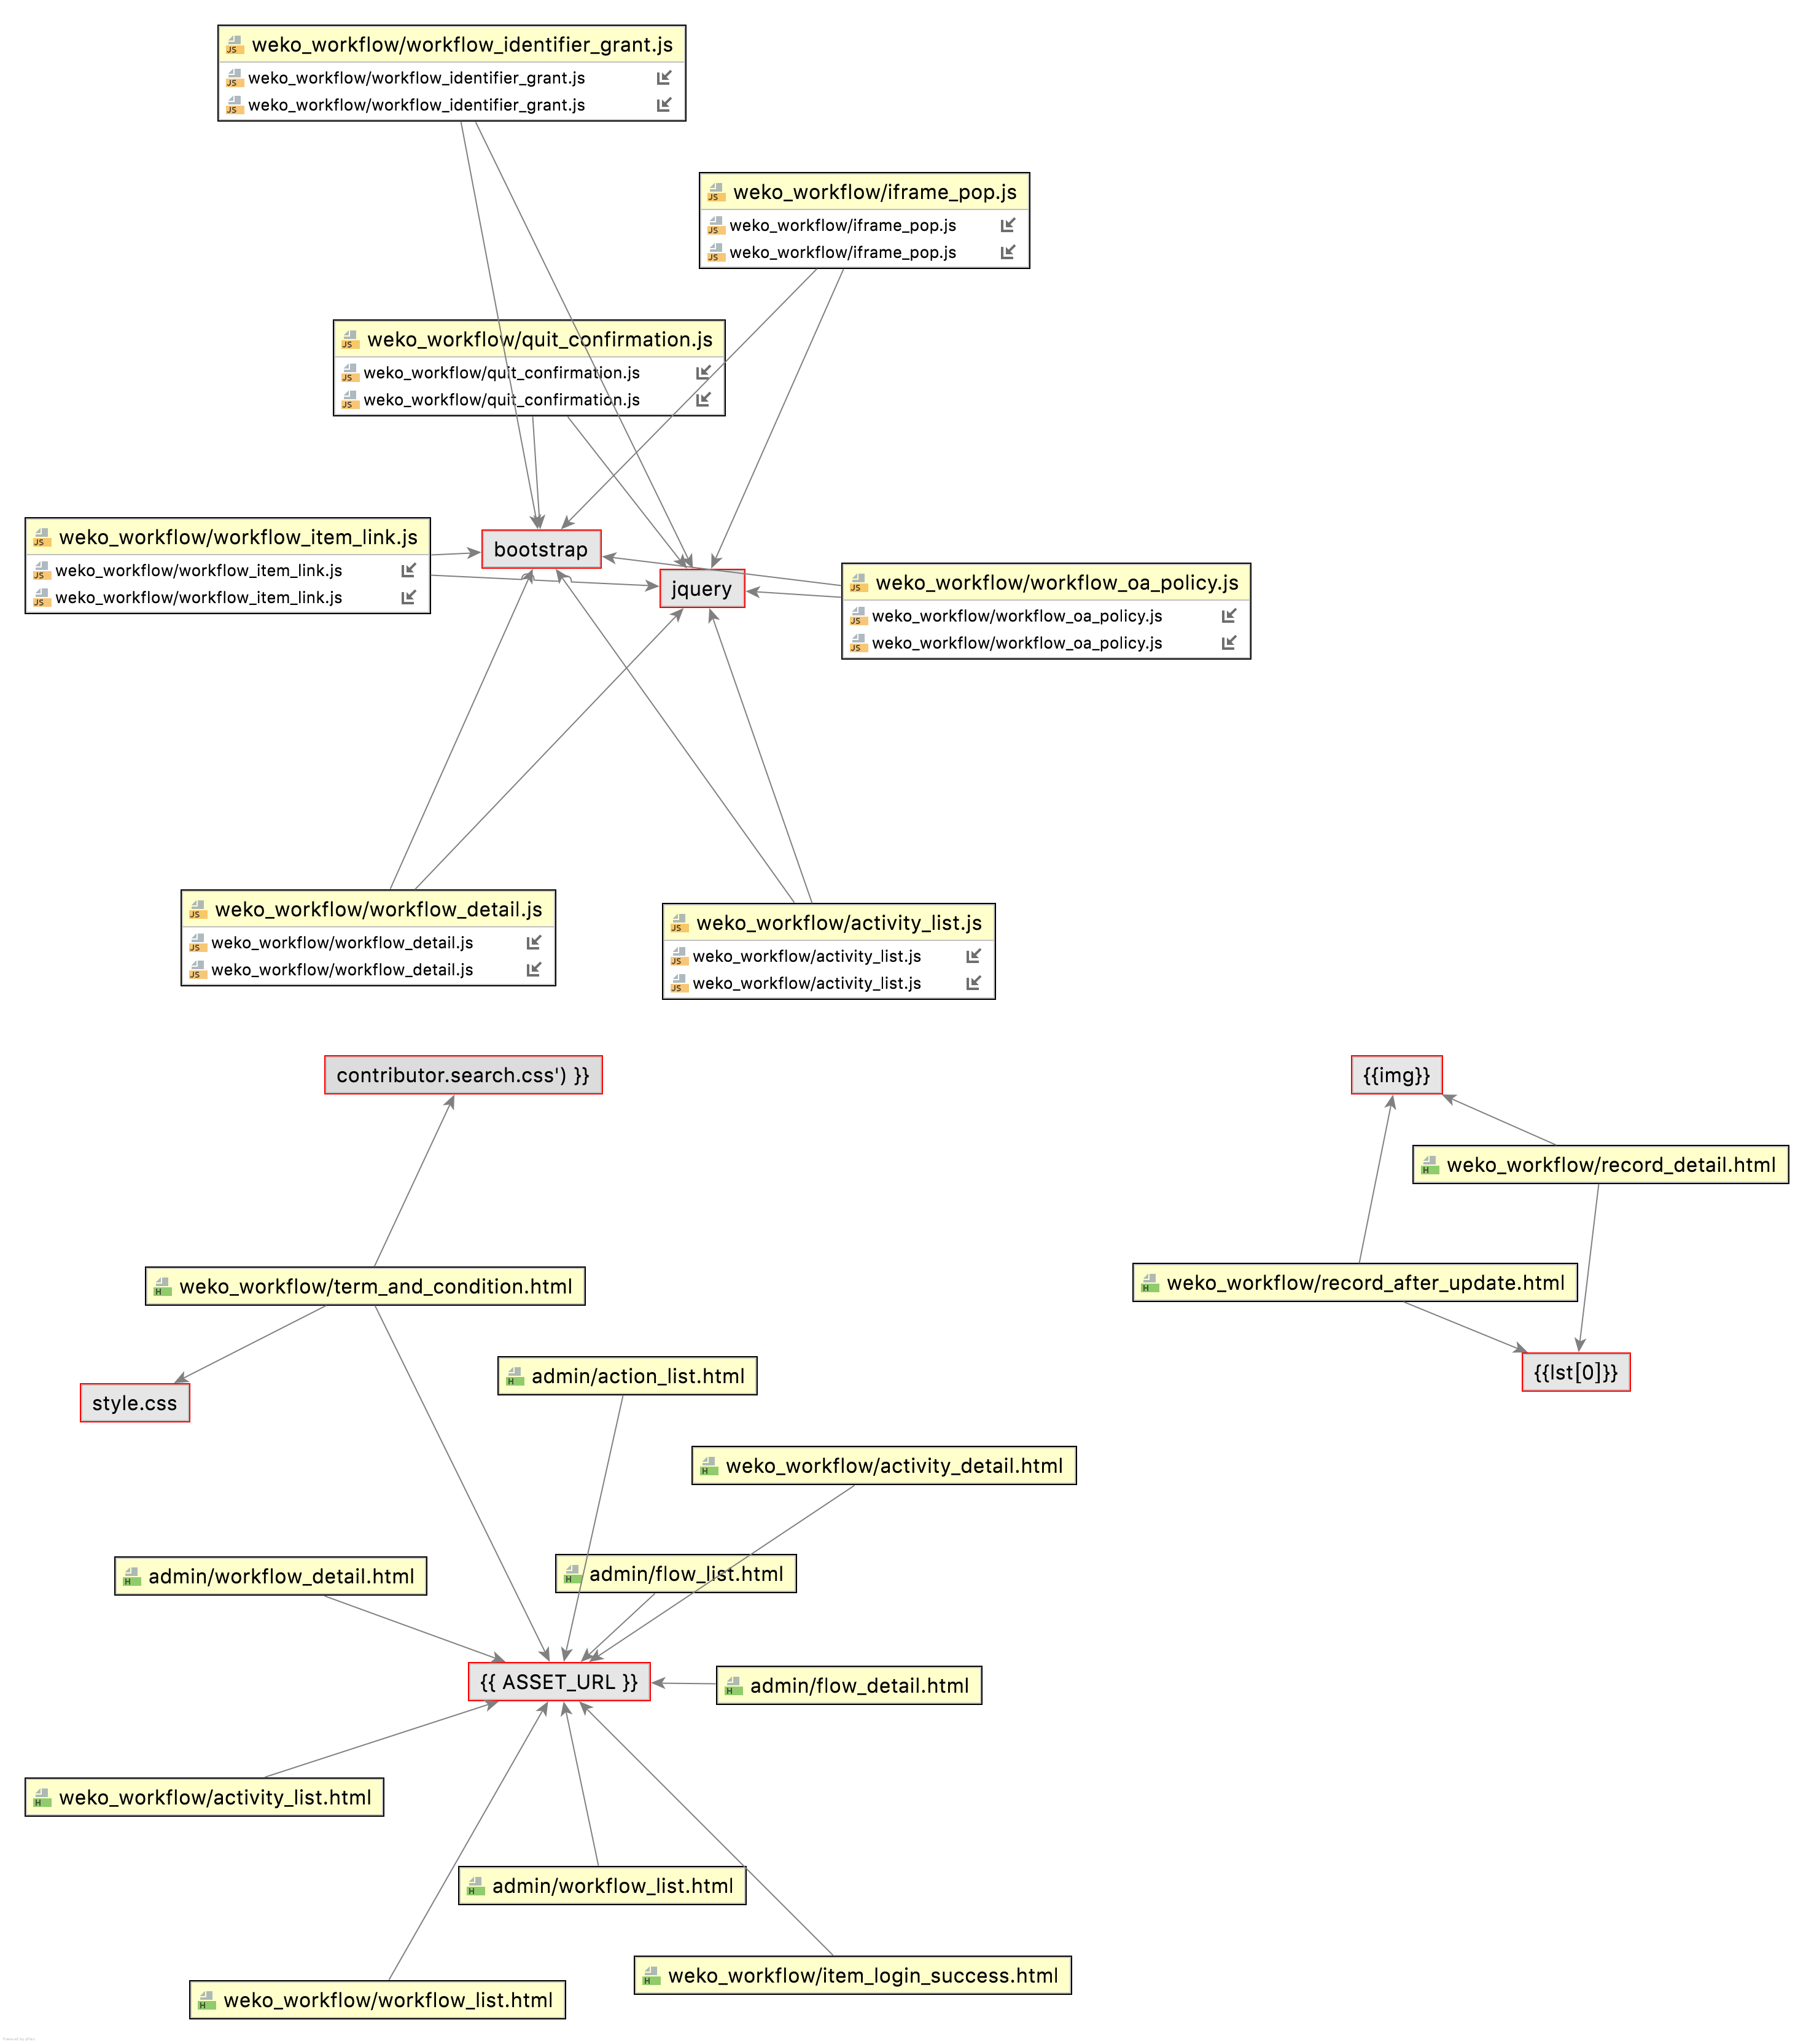 weko_workflow/workflow_identifier_grant.js
weko_workflow/workflow_identifier_grant.js
weko_workflow/workflow_identifier_grant.js
weko_workflow/iframe_pop.js
weko_workflow/iframe_pop.js
weko_workflow/iframe_pop.js
weko_workflow/quit_confirmation.js
weko_workflow/quit_confirmation.js
weko_workflow/quit_confirmation.js
weko_workflow/workflow_item_link.js
weko_workflow/workflow_item_link.js
weko_workflow/workflow_item_link.js
bootstrap
jquery
weko_workflow/workflow_oa_policy.js
weko_workflow/workflow_oa_policy.js
weko_workflow/workflow_oa_policy.js
weko_workflow/workflow_detail.js
weko_workflow/workflow_detail.js
weko_workflow/workflow_detail.js
weko_workflow/activity_list.js
weko_workflow/activity_list.js
weko_workflow/activity_list.js
contributor.search.css') }}
{{img}}
weko_workflow/record_detail.html
weko_workflow/term_and_condition.html
weko_workflow/record_after_update.html
{{lst[0]}}
admin/action_list.html
style.css
weko_workflow/activity_detail.html
admin/workflow_detail.html
admin/flow_list.html
{{ ASSET_URL }}
admin/flow_detail.html
weko_workflow/activity_list.html
admin/workflow_list.html
weko_workflow/item_login_success.html
weko_workflow/workflow_list.html